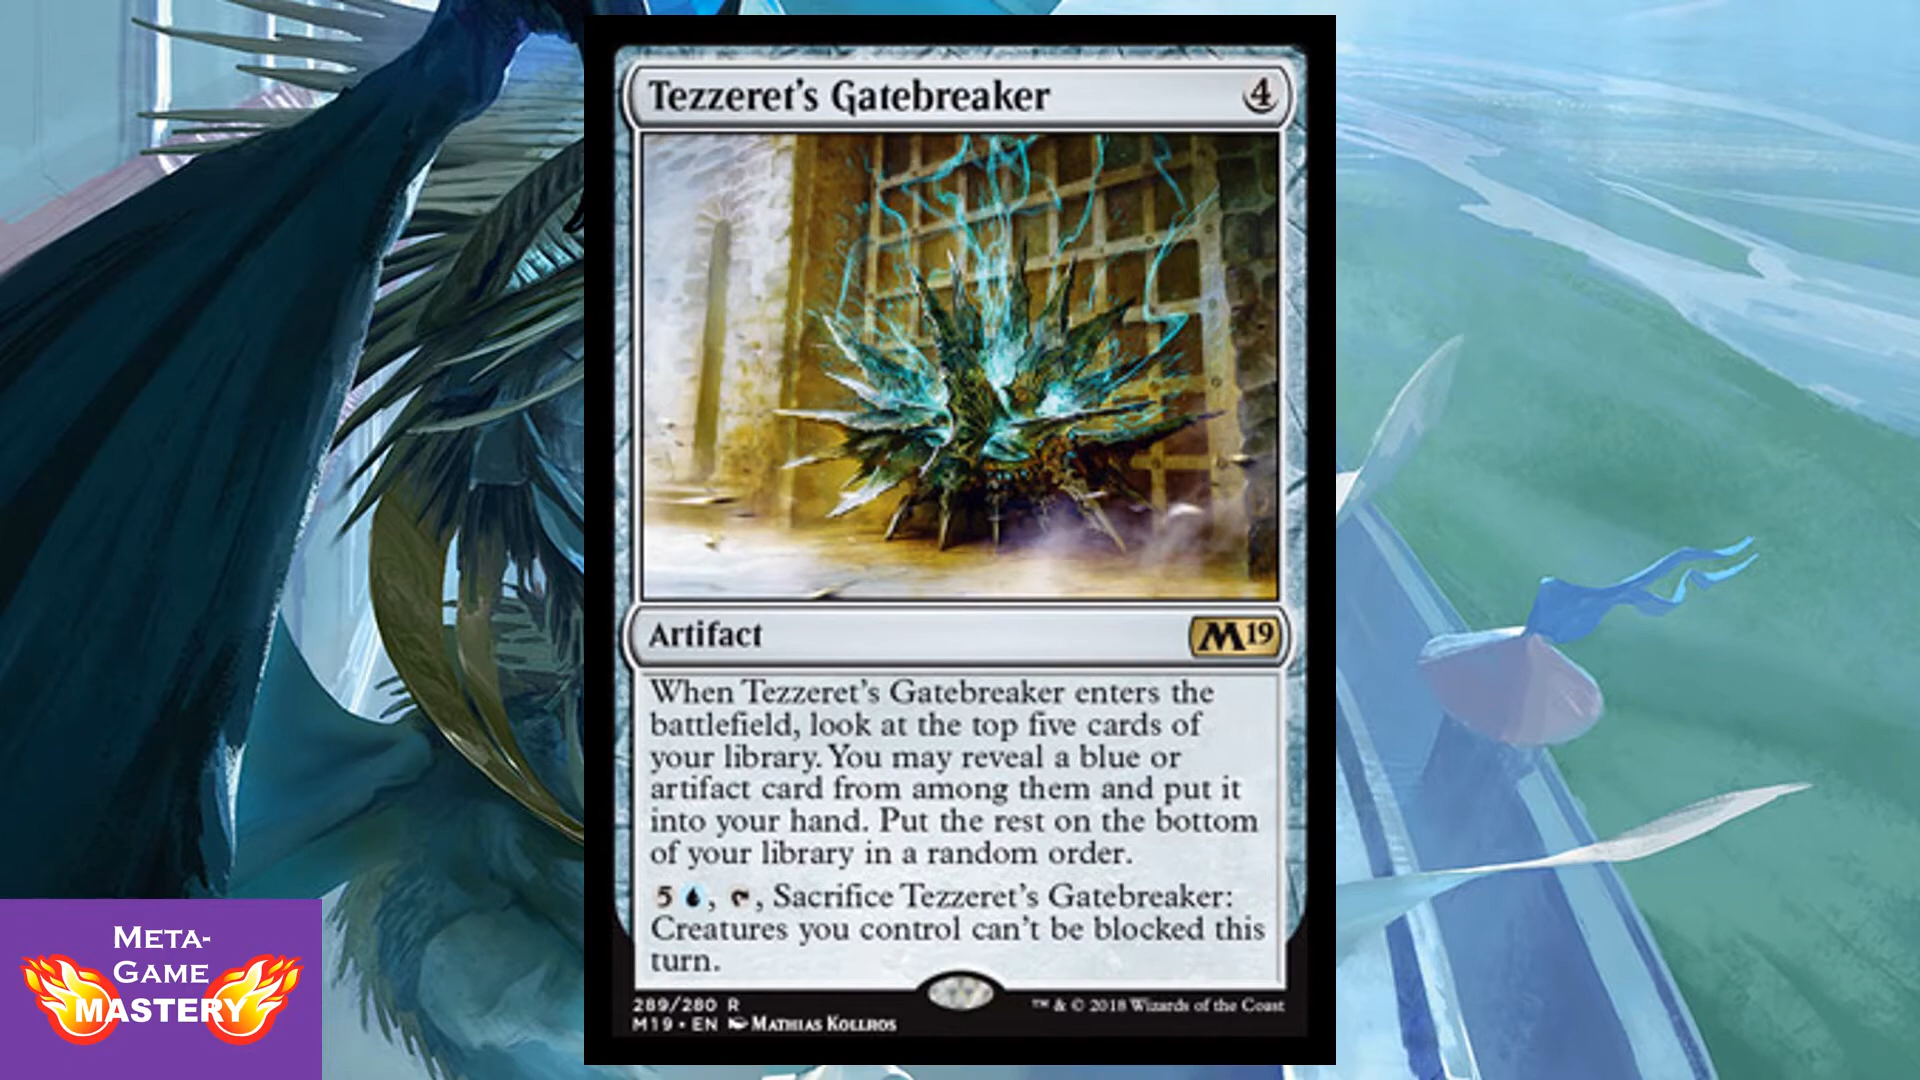 Tezzeret's Gatebreaker 4
Artifact M19
When Tezzeret's Gatebreaker enters the
battlefield, look at the top five cards of
your library. You may reveal a blue or
artifact card from among them and put it
into your hand. Put the rest on the bottom
of your library in a random order.
5, , Sacrifice Tezzeret's Gatebreaker:
Creatures you control can't be blocked this
turn.
289/280 R
M19 • EN Mathias Kollros
™ & © 2018 Wizards of the Coast
META-
GAME
MASTERY